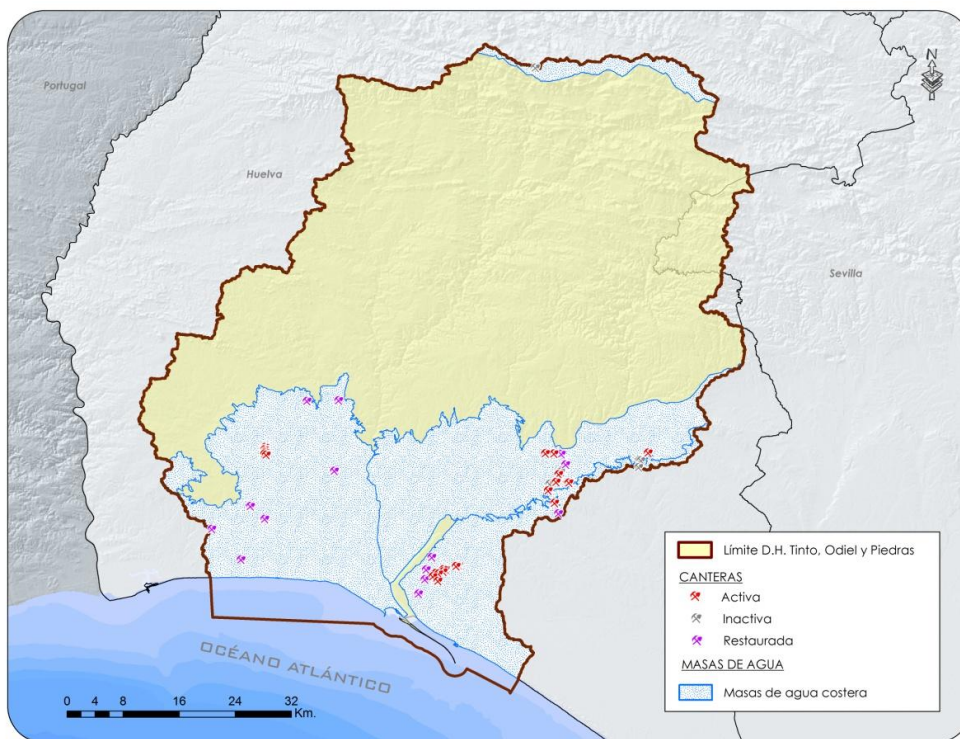 N
Portugal
Huelva
Sevilla
OCÉANO ATLÁNTICO
0 4 8 16 24 32
Km.
Límite D.H. Tinto, Odiel y Piedras
CANTERAS
Activa
Inactiva
Restaurada
MASAS DE AGUA
Masas de agua costera